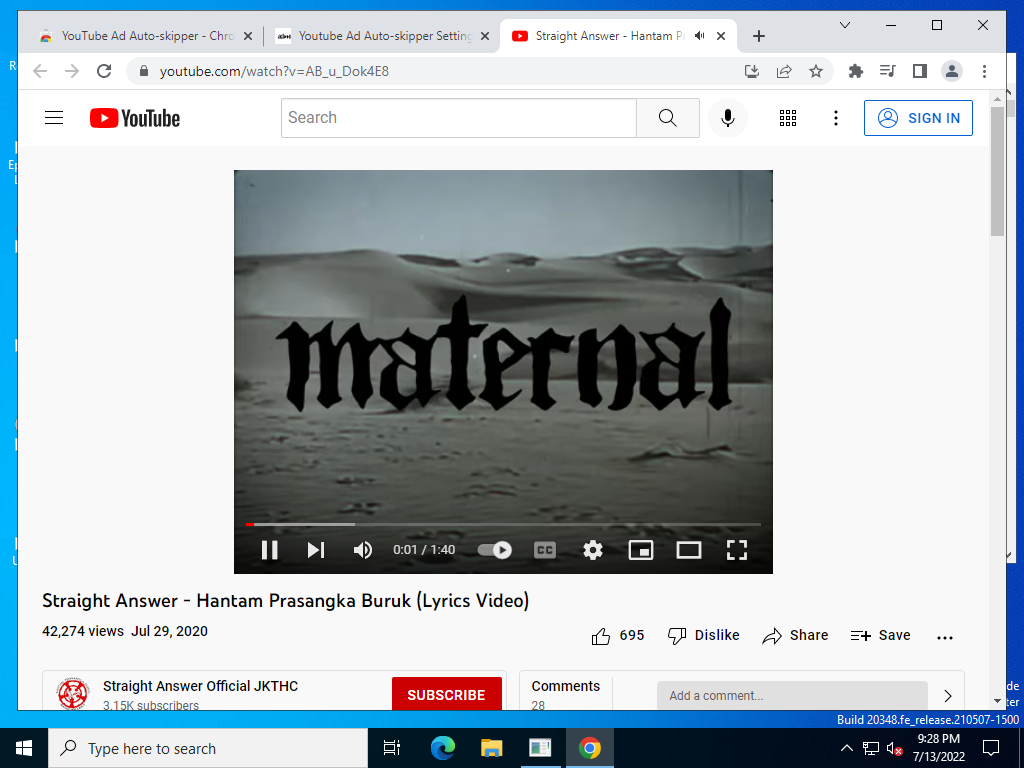 YouTube Ad Auto-skipper - Chro
Youtube Ad Auto-skipper Setting
Straight Answer - Hantam P
youtube.com/watch?v=AB_u_Dok4E8
YouTube
Search
SIGN IN
maternal
0:01 / 1:40
CC
Straight Answer - Hantam Prasangka Buruk (Lyrics Video)
42,274 views Jul 29, 2020
695
Dislike
Share
Save
Straight Answer Official JKTHC
3.15K subscribers
SUBSCRIBE
Comments
28
Add a comment...
Build 20348.fe_release.210507-1500
Type here to search
9:28 PM
7/13/2022